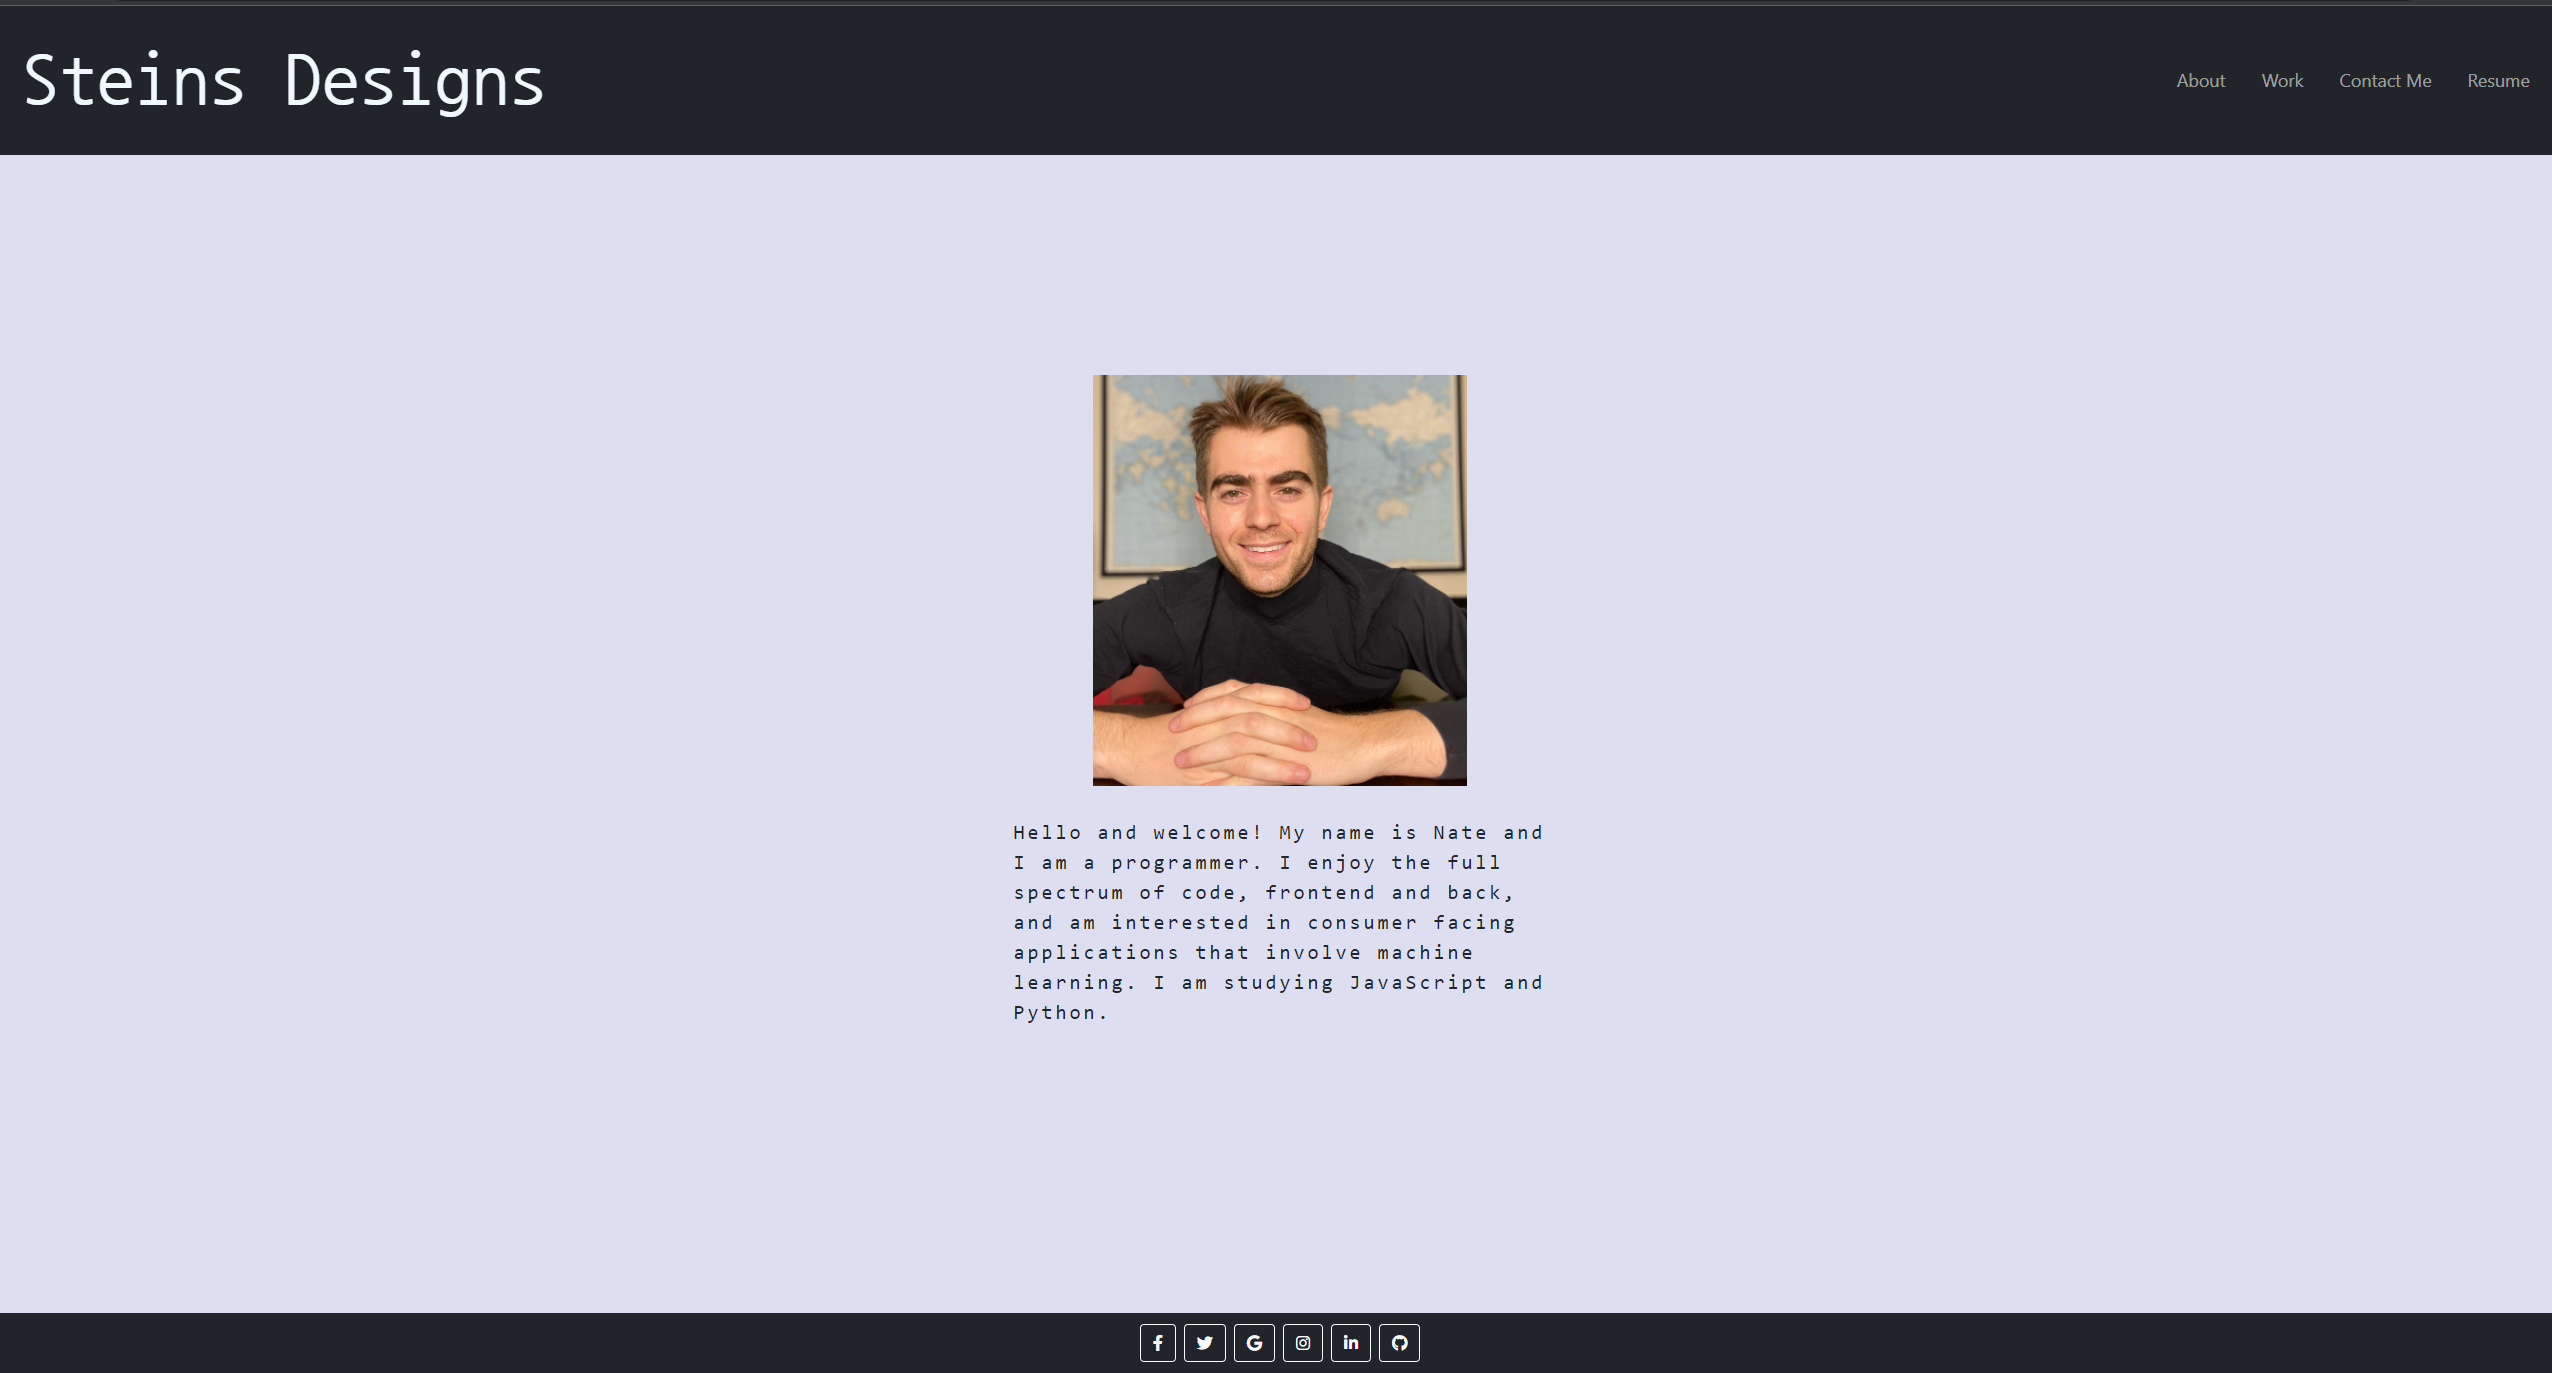 Steins Designs
About Work Contact Me Resume
Hello and welcome! My name is Nate and
I am a programmer. I enjoy the full
spectrum of code, frontend and back,
and am interested in consumer facing
applications that involve machine
learning. I am studying JavaScript and
Python.